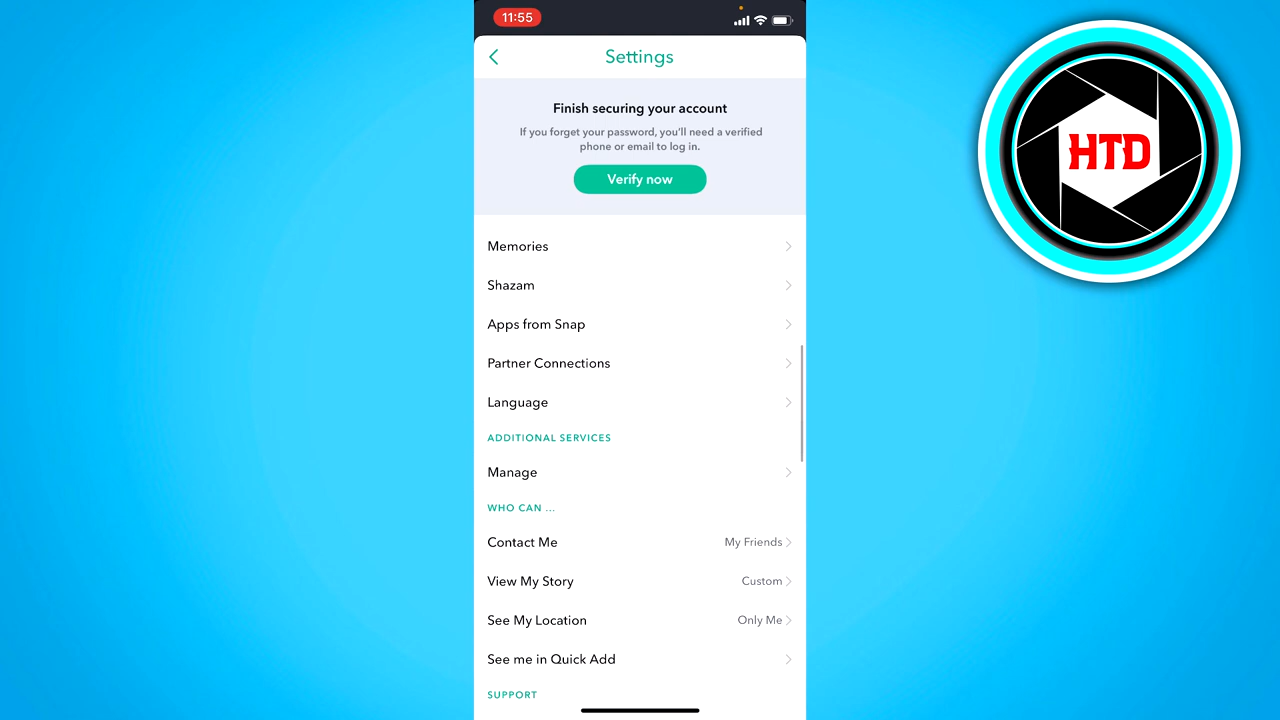 11:55
HTD
Settings
Finish securing your account
If you forget your password, you'll need a verified
phone or email to log in.
Verify now
Memories
Shazam
Apps from Snap
Partner Connections
Language
ADDITIONAL SERVICES
Manage
WHO CAN ...
Contact Me My Friends
View My Story Custom
See My Location Only Me
See me in Quick Add
SUPPORT